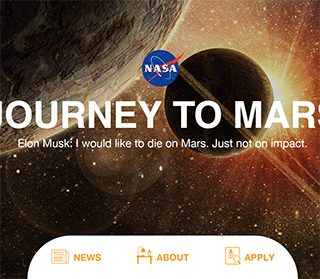 NASA
JOURNEY TO MARS
Elon Musk: I would like to die on Mars. Just not on impact.
NEWS
ABOUT
APPLY